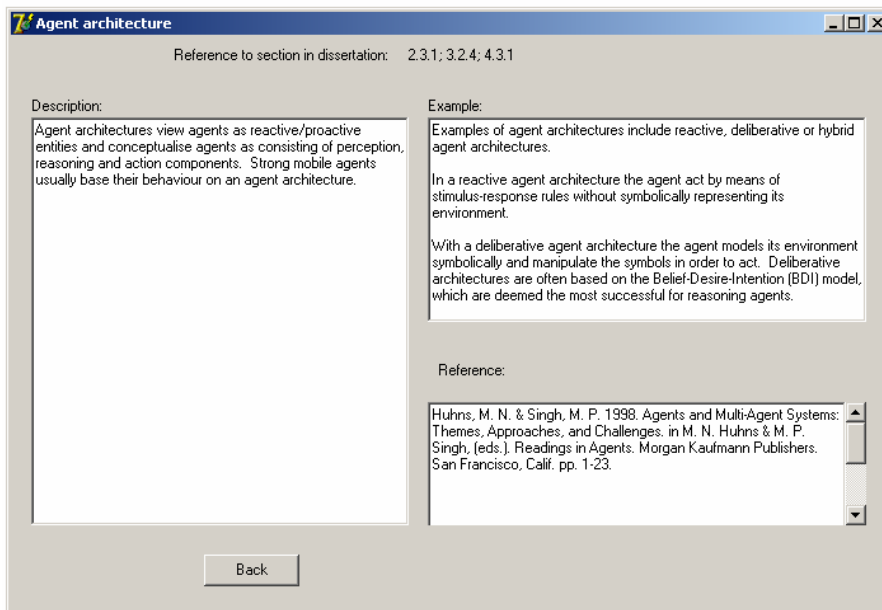 Agent architecture
Reference to section in dissertation: 2.3.1; 3.2.4; 4.3.1
Description:
Agent architectures view agents as reactive/proactive
entities and conceptualise agents as consisting of perception,
reasoning and action components. Strong mobile agents
usually base their behaviour on an agent architecture.
Example:
Examples of agent architectures include reactive, deliberative or hybrid
agent architectures.
In a reactive agent architecture the agent act by means of
stimulus-response rules without symbolically representing its
environment.
With a deliberative agent architecture the agent models its environment
symbolically and manipulate the symbols in order to act. Deliberative
architectures are often based on the Belief-Desire-Intention (BDI) model,
which are deemed the most successful for reasoning agents.
Reference:
Huhns, M. N. & Singh, M. P. 1998. Agents and Multi-Agent Systems:
Themes, Approaches, and Challenges. in M. N. Huhns & M. P.
Singh, (eds.). Readings in Agents. Morgan Kaufmann Publishers.
San Francisco, Calif. pp. 1-23.
Back